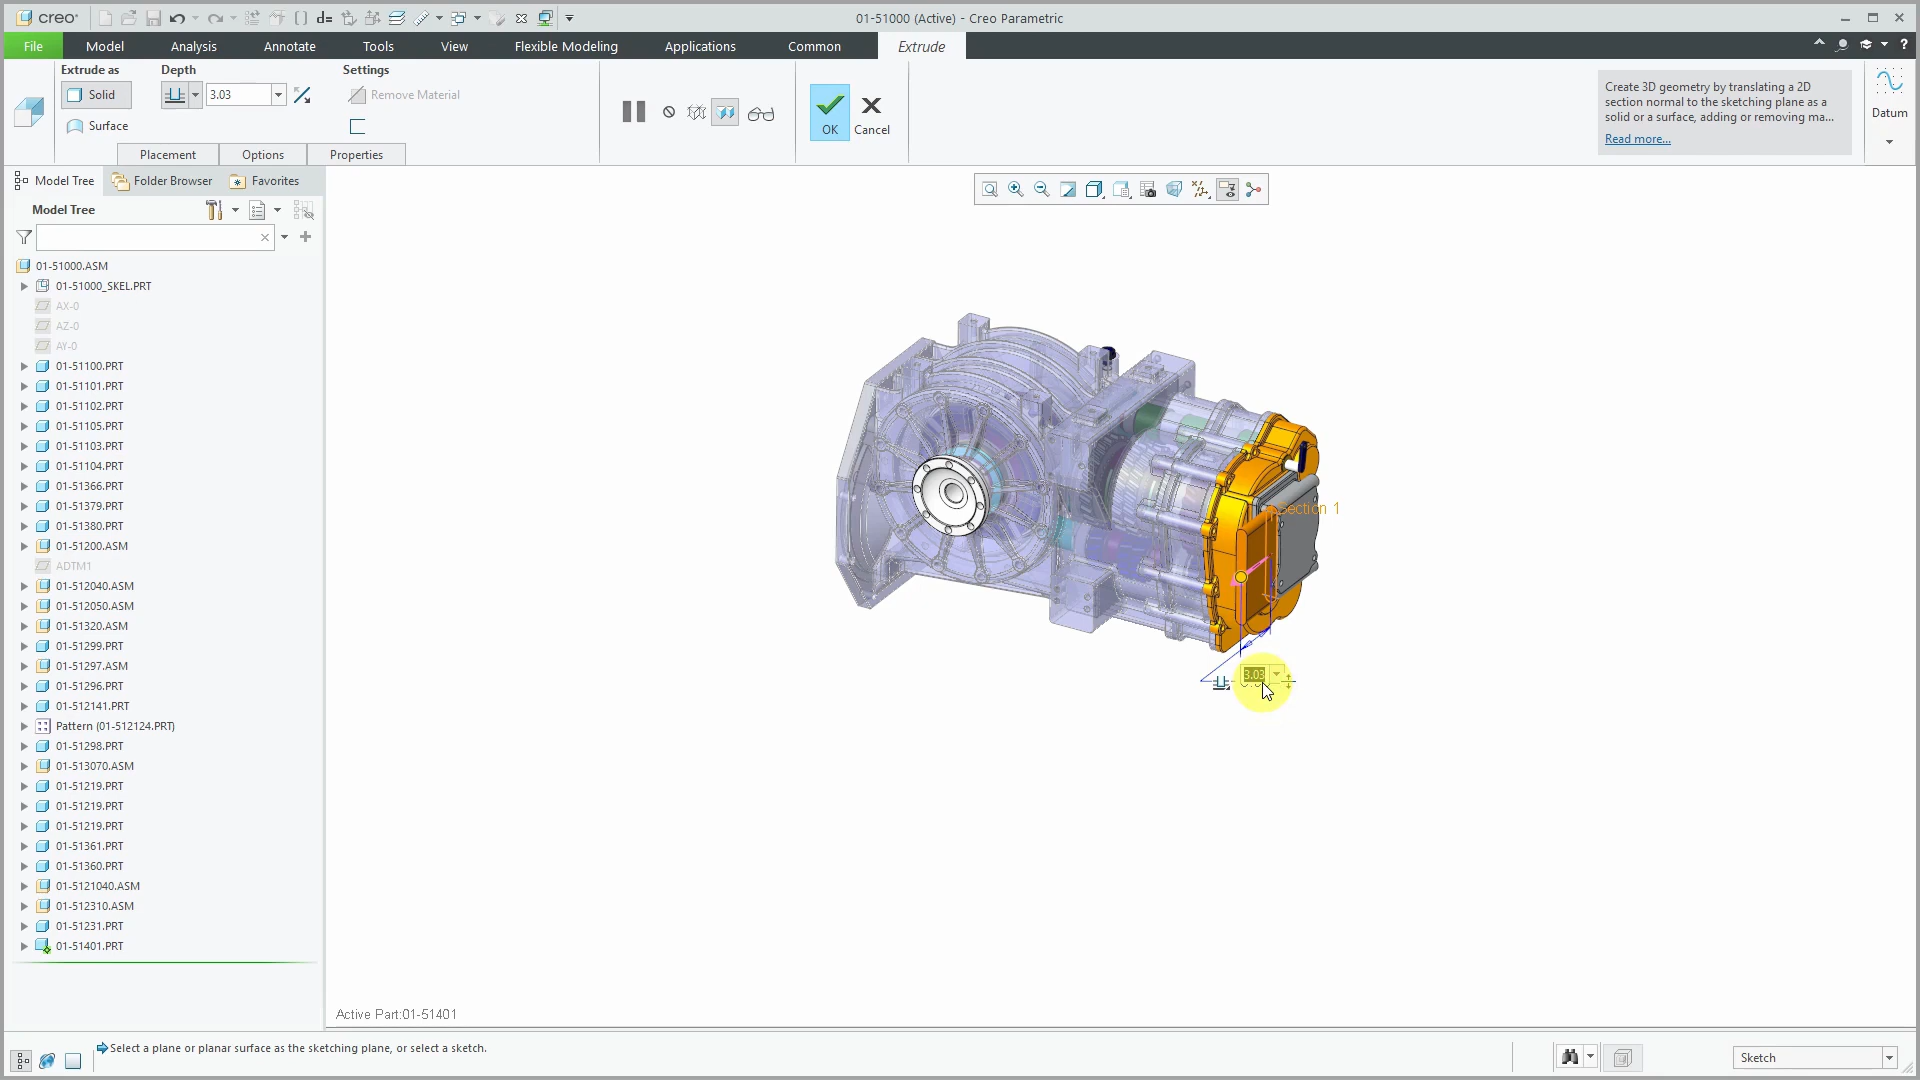 creo
01-51000 (Active) - Creo Parametric
File
Model
Analysis
Annotate
Tools
View
Flexible Modeling
Applications
Common
Extrude
Extrude as
Depth
Settings
Solid
3.03
Remove Material
Surface
OK
Cancel
Placement
Options
Properties
Create 3D geometry by translating a 2D
section normal to the sketching plane as a
solid or a surface, adding or removing ma...
Read more...
Datum
Model Tree
Folder Browser
Favorites
Model Tree
01-51000.ASM
01-51000_SKEL.PRT
AX-0
AZ-0
AY-0
01-51100.PRT
01-51101.PRT
01-51102.PRT
01-51105.PRT
01-51103.PRT
01-51104.PRT
01-51366.PRT
01-51379.PRT
01-51380.PRT
01-51200.ASM
ADTM1
01-512040.ASM
01-512050.ASM
01-51320.ASM
01-51299.PRT
01-51297.ASM
01-51296.PRT
01-512141.PRT
Pattern (01-512124.PRT)
01-51298.PRT
01-513070.ASM
01-51219.PRT
01-51219.PRT
01-51219.PRT
01-51361.PRT
01-51360.PRT
01-5121040.ASM
01-512310.ASM
01-51231.PRT
01-51401.PRT
Section 1
3.03
Active Part:01-51401
Select a plane or planar surface as the sketching plane, or select a sketch.
Sketch